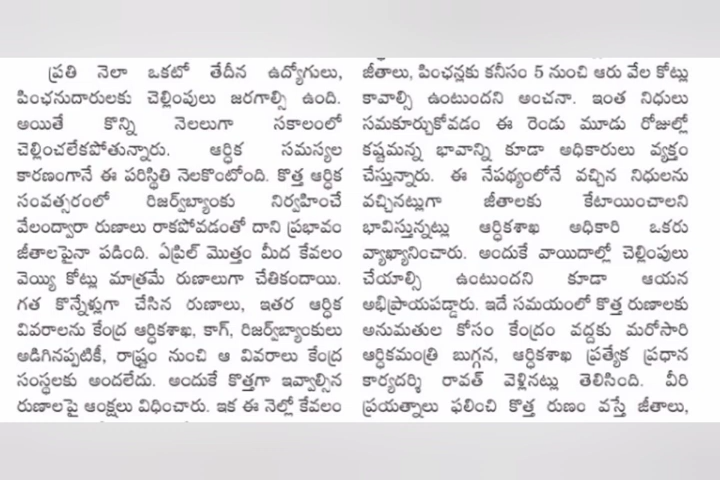 ప్రతి నెలా ఒకటో తేదీన ఉద్యోగులు,
పింఛనుదారులకు చెల్లింపులు జరగాల్సి ఉంది.
అయితే కొన్ని నెలలుగా సకాలంలో
చెల్లించలేకపోతున్నారు. ఆర్ధిక సమస్యల
కారణంగానే ఈ పరిస్థితి నెలకొంటోంది. కొత్త ఆర్ధిక
సంవత్సరంలో రిజర్వ్‌బ్యాంకు నిర్వహించే
వేలంద్వారా రుణాలు రాకపోవడంతో దాని ప్రభావం
జీతాలపైనా పడింది. ఏప్రిల్ మొత్తం మీద కేవలం
వెయ్యి కోట్లు మాత్రమే రుణాలుగా చేతికందాయి.
గత కొన్నేళ్లుగా చేసిన రుణాలు, ఇతర ఆర్ధిక
వివరాలను కేంద్ర ఆర్ధికశాఖ, కాగ్, రిజర్వ్‌బ్యాంకులు
అడిగినప్పటికీ, రాష్ట్రం నుంచి ఆ వివరాలు కేంద్ర
సంస్థలకు అందలేదు. అందుకే కొత్తగా ఇవ్వాల్సిన
రుణాలపై ఆంక్షలు విధించారు. ఇక ఈ నెల్లో కేవలం
జీతాలు, పింఛన్లకు కనీసం 5 నుంచి ఆరు వేల కోట్లు
కావాల్సి ఉంటుందని అంచనా. ఇంత నిధులు
సమకూర్చుకోవడం ఈ రెండు మూడు రోజుల్లో
కష్టమన్న భావాన్ని కూడా అధికారులు వ్యక్తం
చేస్తున్నారు. ఈ నేపథ్యంలోనే వచ్చిన నిధులను
వచ్చినట్లుగా జీతాలకు కేటాయించాలని
భావిస్తున్నట్లు ఆర్ధికశాఖ అధికారి ఒకరు
వ్యాఖ్యానించారు. అందుకే వాయిదాల్లో చెల్లింపులు
చేయాల్సి ఉంటుందని కూడా ఆయన
అభిప్రాయపడ్డారు. ఇదే సమయంలో కొత్త రుణాలకు
అనుమతుల కోసం కేంద్రం వద్దకు మరోసారి
ఆర్ధికమంత్రి బుగ్గన, ఆర్ధికశాఖ ప్రత్యేక ప్రధాన
కార్యదర్శి రావత్ వెళ్లినట్లు తెలిసింది. వీరి
ప్రయత్నాలు ఫలించి కొత్త రుణం వస్తే జీతాలు,